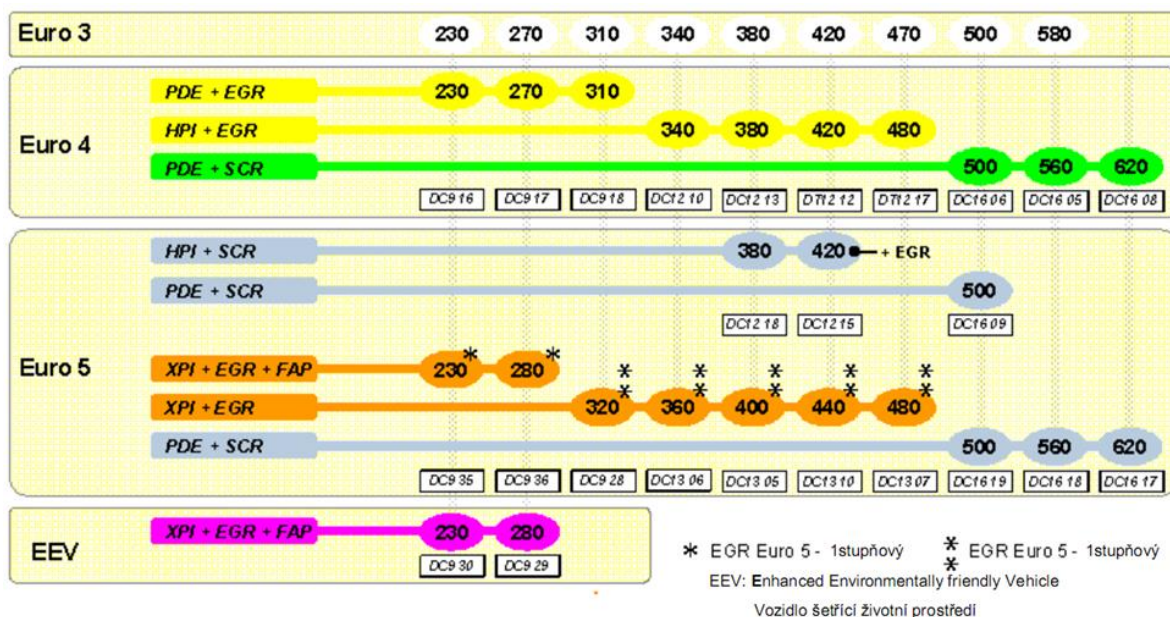 Euro 3 230 270 310 340 380 420 470 500 580
PDE + EGR 230 270 310
HPI + EGR 340 380 420 480
Euro 4
PDE + SCR 500 560 620
DC9 16 DC9 17 DC9 18 DC12 10 DC12 13 DT12 12 DT12 17 DC16 06 DC16 05 DC16 08
HPI + SCR 380 420 + EGR
PDE + SCR 500
DC12 18 DC12 15 DC16 09
Euro 5
XPI + EGR + FAP 230 * 280 *
XPI + EGR 320 ** 360 ** 400 ** 440 ** 480 **
PDE + SCR 500 560 620
DC9 35 DC9 36 DC9 28 DC13 06 DC13 05 DC13 10 DC13 07 DC16 19 DC16 18 DC16 17
EEV XPI + EGR + FAP 230 280
DC9 30 DC9 29
* EGR Euro 5 - 1stupňový
** EGR Euro 5 - 1stupňový
EEV: Enhanced Environmentally friendly Vehicle
Vozidlo šetřící životní prostředí